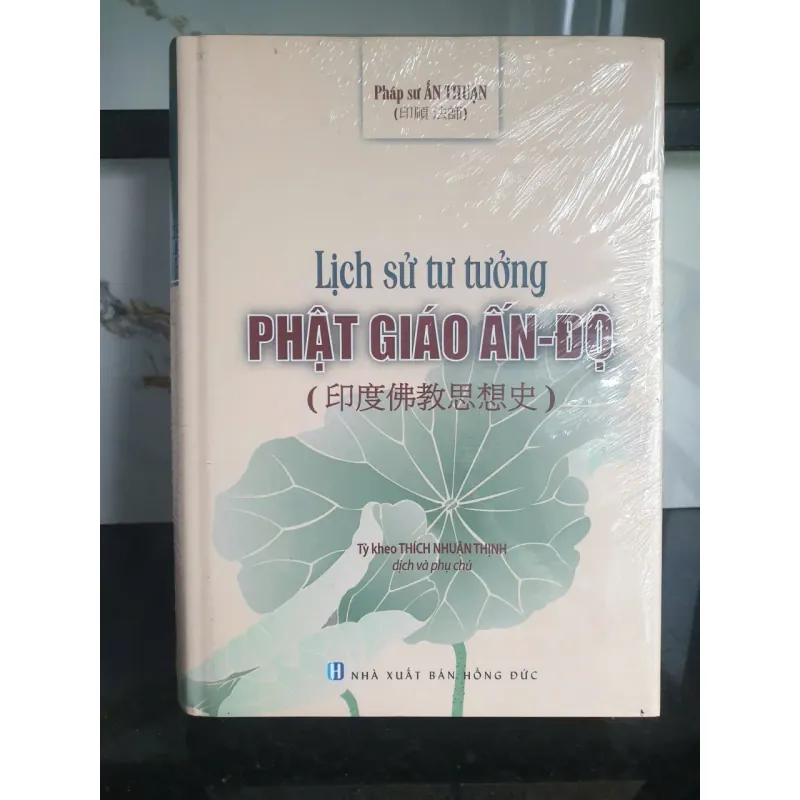 Pháp sư ẤN THUẬN
(印順 法師)
Lịch sử tư tưởng
PHẬT GIÁO ẤN-ĐỘ
(印度佛教思想史)
Tỳ kheo THÍCH NHUẬN THỊNH
dịch và phụ chú
NHÀ XUẤT BẢN HỒNG ĐỨC